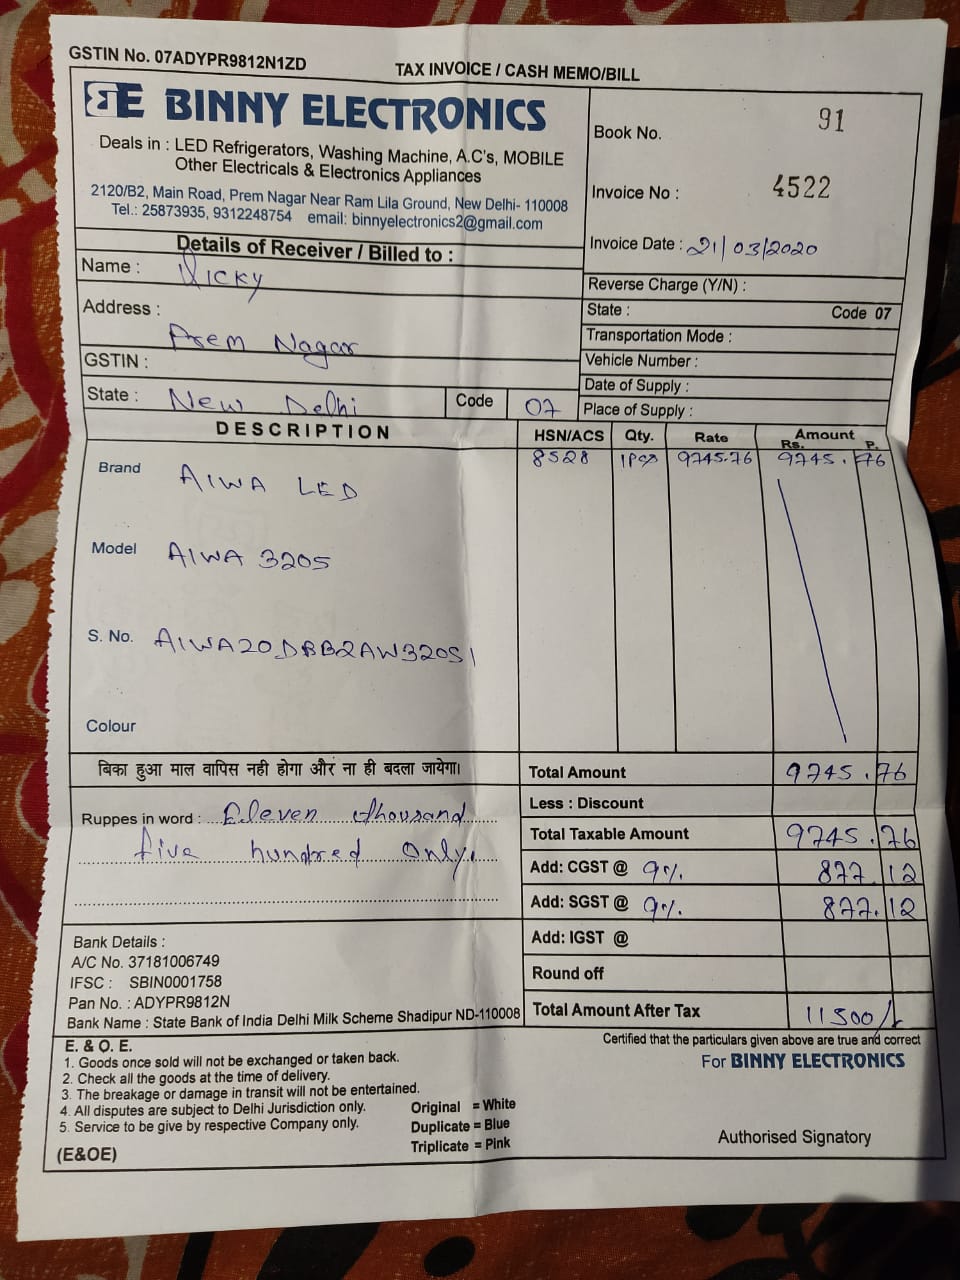 GSTIN No. 07ADYPR9812N1ZD
TAX INVOICE / CASH MEMO/BILL
BE BINNY ELECTRONICS
Deals in : LED Refrigerators, Washing Machine, A.C's, MOBILE
Other Electricals & Electronics Appliances
2120/B2, Main Road, Prem Nagar Near Ram Lila Ground, New Delhi- 110008
Tel.: 25873935, 9312248754 email: binnyelectronics2@gmail.com
Book No. 91
Invoice No : 4522
Invoice Date : 21/03/2020
Details of Receiver / Billed to :
Name : Vicky
Address : Prem Nagar
GSTIN :
State : New Delhi Code 07
Reverse Charge (Y/N) :
State : Code 07
Transportation Mode :
Vehicle Number :
Date of Supply :
Place of Supply :
DESCRIPTION HSN/ACS Qty. Rate Amount
Rs. P.
8528 1pcs 9745.76 9745.76
Brand AIWA LED
Model AIWA 320S
S. No. AIWA20DBB2AW320S1
Colour
बिका हुआ माल वापिस नही होगा और ना ही बदला जायेगा।
Total Amount 9745.76
Ruppes in word : Eleven thousand
five hundred only.
Less : Discount
Total Taxable Amount 9745.76
Add: CGST @ 9% 877.12
Add: SGST @ 9% 877.12
Add: IGST @
Round off
Total Amount After Tax 11500/-
Bank Details :
A/C No. 37181006749
IFSC : SBIN0001758
Pan No. : ADYPR9812N
Bank Name : State Bank of India Delhi Milk Scheme Shadipur ND-110008
E. & O. E.
1. Goods once sold will not be exchanged or taken back.
2. Check all the goods at the time of delivery.
3. The breakage or damage in transit will not be entertained.
4. All disputes are subject to Delhi Jurisdiction only.
5. Service to be give by respective Company only.
(E&OE)
Original = White
Duplicate = Blue
Triplicate = Pink
Certified that the particulars given above are true and correct
For BINNY ELECTRONICS
Authorised Signatory